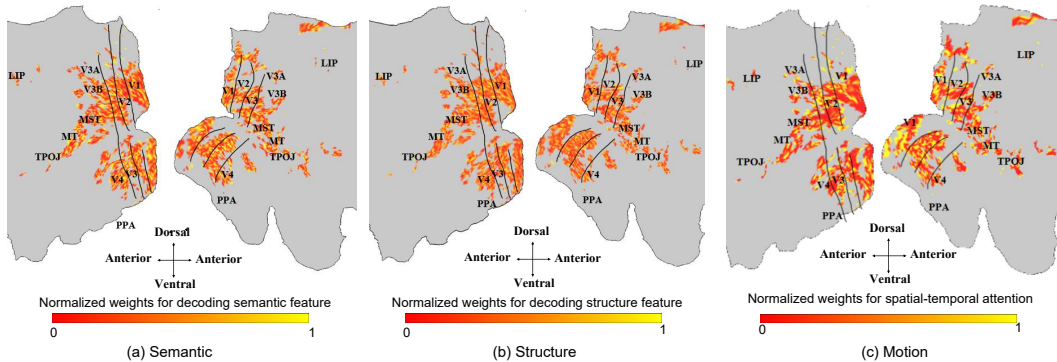 LIP
V3A
V3B
V1
V2
MST
MT
TPOJ
V3
V4
PPA
V2
V1
V3
V3A
V3B
LIP
MST
MT
TPOJ
V4
PPA
Dorsal
Anterior Anterior
Ventral
Normalized weights for decoding semantic feature
0 1
(a) Semantic
LIP
V3A
V3B
V1
V2
MST
MT
TPOJ
V3
V4
PPA
V2
V1
V3
V3A
V3B
LIP
MST
MT
TPOJ
V4
PPA
Dorsal
Anterior Anterior
Ventral
Normalized weights for decoding structure feature
0 1
(b) Structure
LIP
V3A
V3B
V1
V2
MST
MT
TPOJ
V3
V4
PPA
V2
V1
V3
V3A
V3B
LIP
V1
MST
MT
TPOJ
V4
PPA
Dorsal
Anterior Anterior
Ventral
Normalized weights for spatial-temporal attention
0 1
(c) Motion